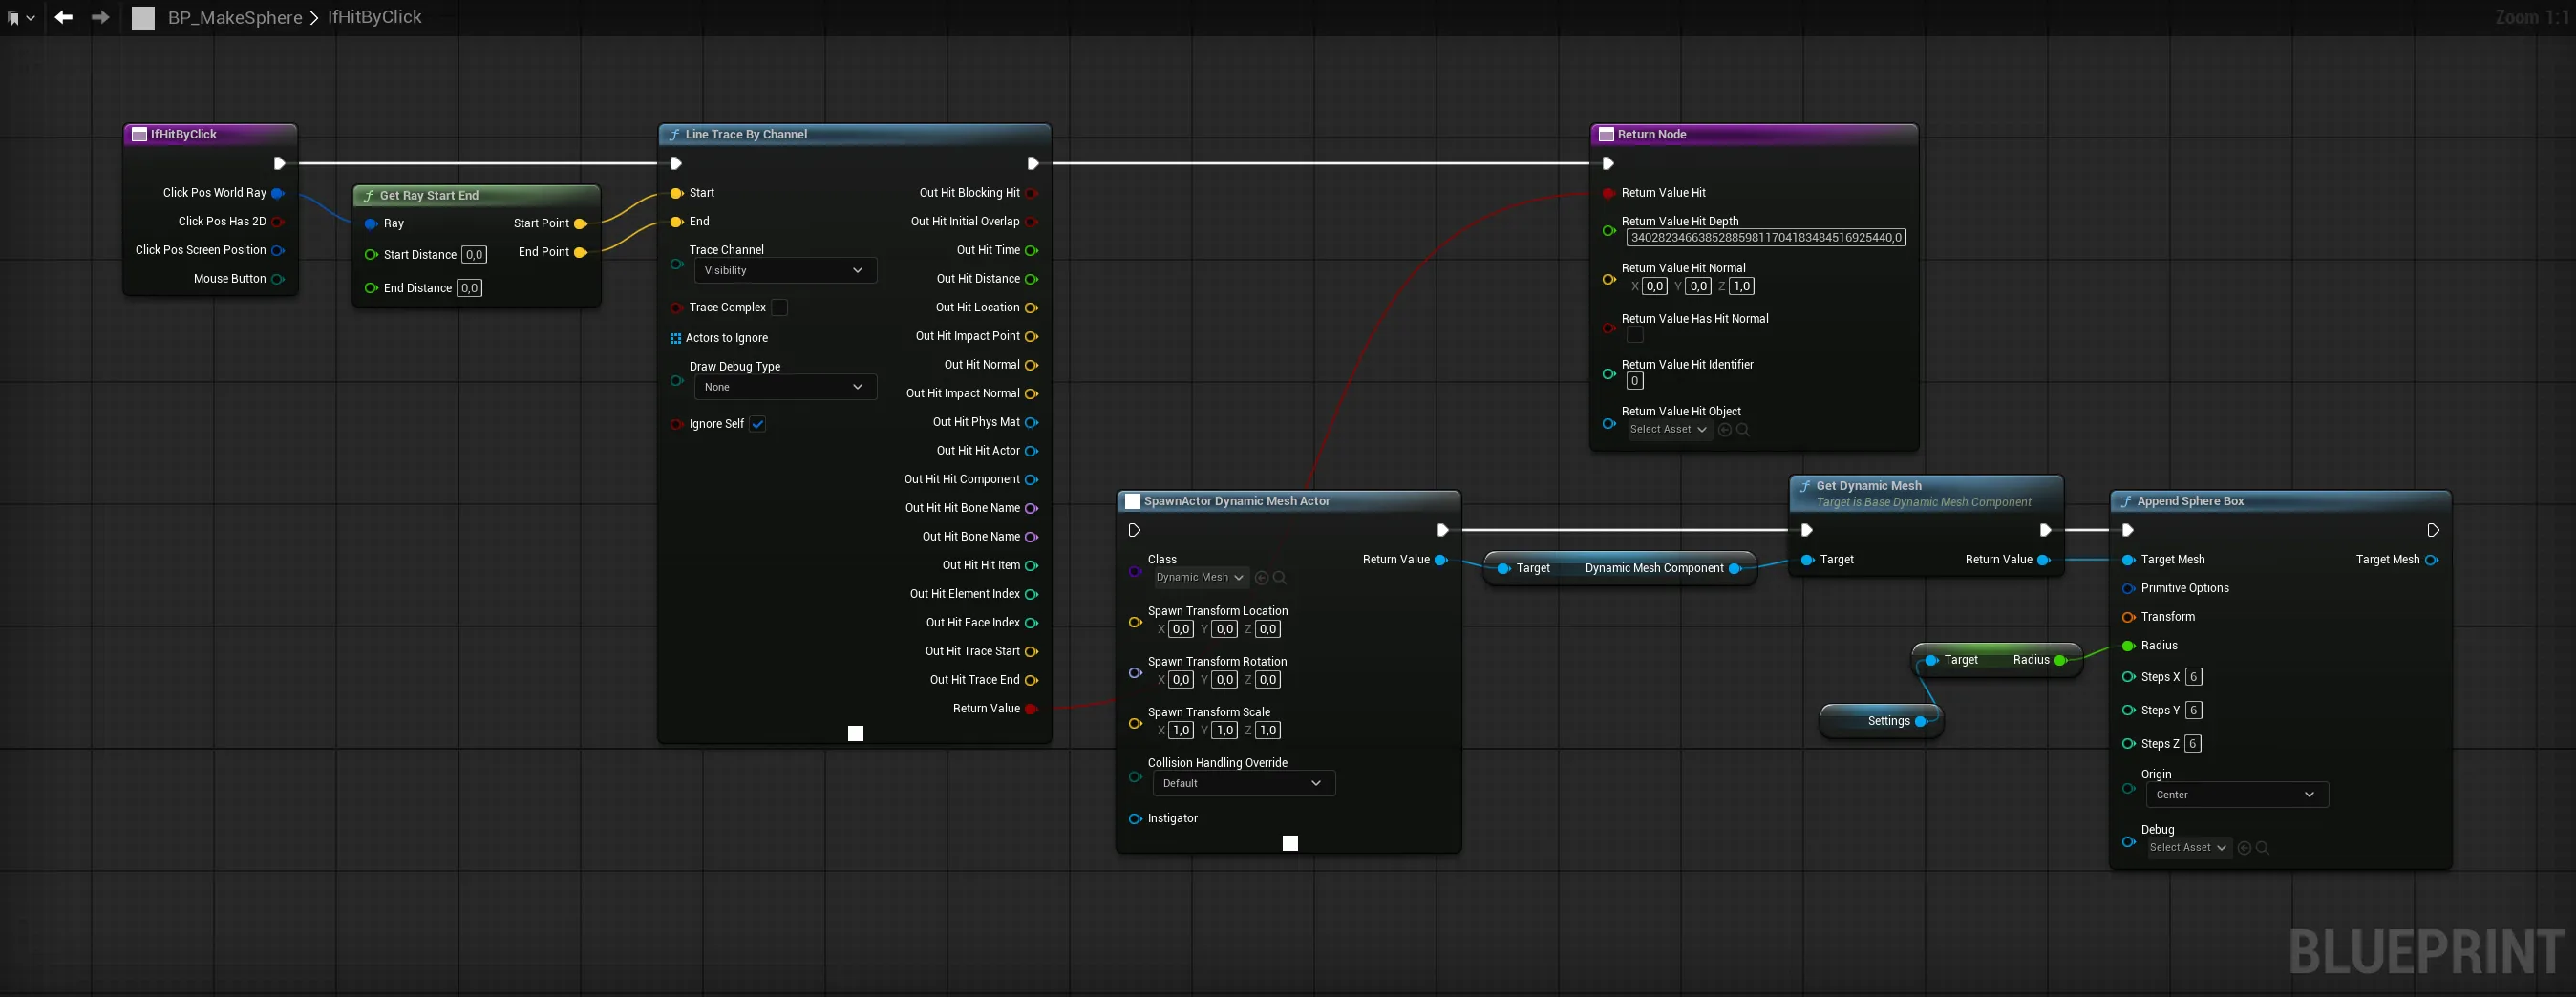 BP_MakeSphere > IfHitByClick
Zoom 1:1
IfHitByClick
Click Pos World Ray
Click Pos Has 2D
Click Pos Screen Position
Mouse Button
Get Ray Start End
Ray
Start Point
Start Distance 0,0
End Point
End Distance 0,0
Line Trace By Channel
Start
End
Trace Channel
Visibility
Trace Complex
Actors to Ignore
Draw Debug Type
None
Ignore Self
Out Hit Blocking Hit
Out Hit Initial Overlap
Out Hit Time
Out Hit Distance
Out Hit Location
Out Hit Impact Point
Out Hit Normal
Out Hit Impact Normal
Out Hit Phys Mat
Out Hit Hit Actor
Out Hit Hit Component
Out Hit Hit Bone Name
Out Hit Bone Name
Out Hit Hit Item
Out Hit Element Index
Out Hit Face Index
Out Hit Trace Start
Out Hit Trace End
Return Value
Return Node
Return Value Hit
Return Value Hit Depth
340282346638528859811704183484516925440,0
Return Value Hit Normal
X 0,0 Y 0,0 Z 1,0
Return Value Has Hit Normal
Return Value Hit Identifier
0
Return Value Hit Object
Select Asset
SpawnActor Dynamic Mesh Actor
Class
Dynamic Mesh
Return Value
Spawn Transform Location
X 0,0 Y 0,0 Z 0,0
Spawn Transform Rotation
X 0,0 Y 0,0 Z 0,0
Spawn Transform Scale
X 1,0 Y 1,0 Z 1,0
Collision Handling Override
Default
Instigator
Target Dynamic Mesh Component
Get Dynamic Mesh
Target is Base Dynamic Mesh Component
Target
Return Value
Target Radius
Settings
Append Sphere Box
Target Mesh
Target Mesh
Primitive Options
Transform
Radius
Steps X 6
Steps Y 6
Steps Z 6
Origin
Center
Debug
Select Asset
BLUEPRINT